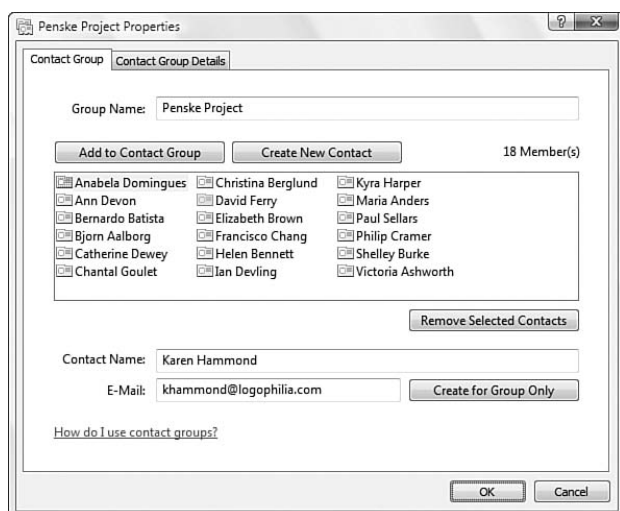 Penske Project Properties
Contact Group
Contact Group Details
Group Name: Penske Project
Add to Contact Group
Create New Contact
18 Member(s)
Anabela Domingues
Christina Berglund
Kyra Harper
Ann Devon
David Ferry
Maria Anders
Bernardo Batista
Elizabeth Brown
Paul Sellars
Bjorn Aalborg
Francisco Chang
Philip Cramer
Catherine Dewey
Helen Bennett
Shelley Burke
Chantal Goulet
Ian Devling
Victoria Ashworth
Remove Selected Contacts
Contact Name: Karen Hammond
E-Mail: khammond@logophilia.com
Create for Group Only
How do I use contact groups?
OK
Cancel